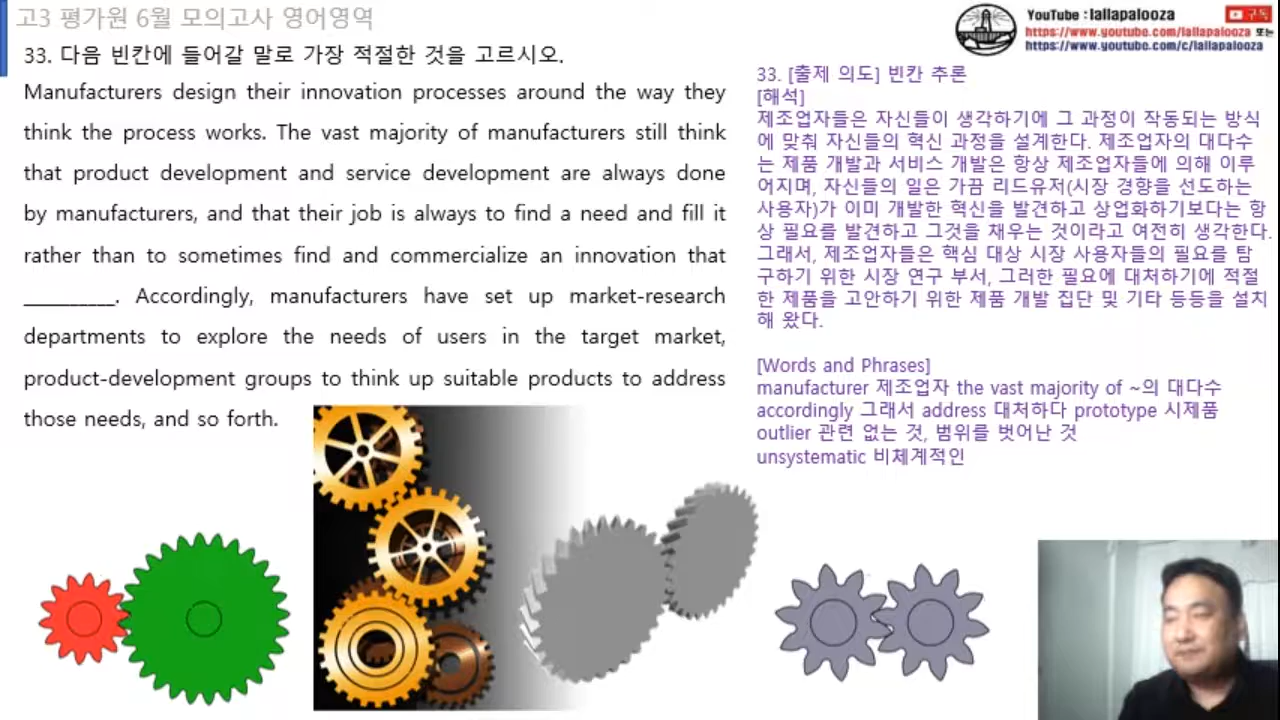 고3 평가원 6월 모의고사 영어영역
YouTube : lallapalooza
구독
https://www.youtube.com/lallapalooza 또는
https://www.youtube.com/c/lallapalooza
33. 다음 빈칸에 들어갈 말로 가장 적절한 것을 고르시오.
Manufacturers design their innovation processes around the way they
think the process works. The vast majority of manufacturers still think
that product development and service development are always done
by manufacturers, and that their job is always to find a need and fill it
rather than to sometimes find and commercialize an innovation that
__________. Accordingly, manufacturers have set up market-research
departments to explore the needs of users in the target market,
product-development groups to think up suitable products to address
those needs, and so forth.
33. [출제 의도] 빈칸 추론
[해석]
제조업자들은 자신들이 생각하기에 그 과정이 작동되는 방식
에 맞춰 자신들의 혁신 과정을 설계한다. 제조업자의 대다수
는 제품 개발과 서비스 개발은 항상 제조업자들에 의해 이루
어지며, 자신들의 일은 가끔 리드유저(시장 경향을 선도하는
사용자)가 이미 개발한 혁신을 발견하고 상업화하기보다는 항
상 필요를 발견하고 그것을 채우는 것이라고 여전히 생각한다.
그래서, 제조업자들은 핵심 대상 시장 사용자들의 필요를 탐
구하기 위한 시장 연구 부서, 그러한 필요에 대처하기에 적절
한 제품을 고안하기 위한 제품 개발 집단 및 기타 등등을 설치
해 왔다.
[Words and Phrases]
manufacturer 제조업자 the vast majority of ~의 대다수
accordingly 그래서 address 대처하다 prototype 시제품
outlier 관련 없는 것, 범위를 벗어난 것
unsystematic 비체계적인